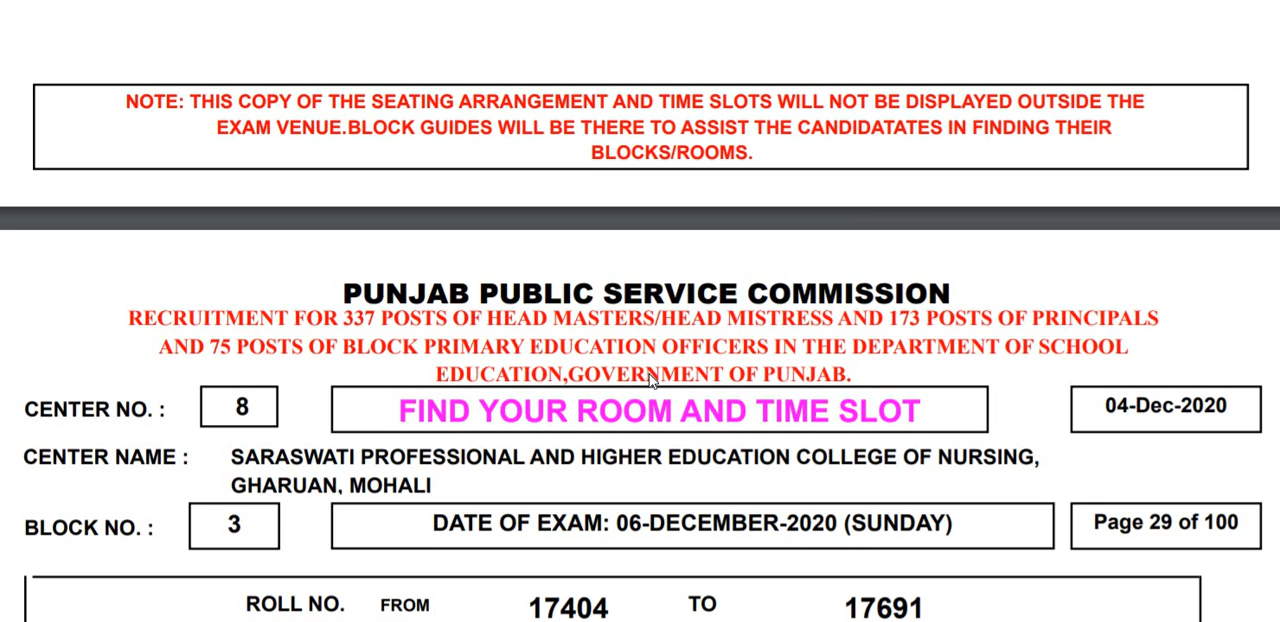 NOTE: THIS COPY OF THE SEATING ARRANGEMENT AND TIME SLOTS WILL NOT BE DISPLAYED OUTSIDE THE
EXAM VENUE.BLOCK GUIDES WILL BE THERE TO ASSIST THE CANDIDATATES IN FINDING THEIR
BLOCKS/ROOMS.
PUNJAB PUBLIC SERVICE COMMISSION
RECRUITMENT FOR 337 POSTS OF HEAD MASTERS/HEAD MISTRESS AND 173 POSTS OF PRINCIPALS
AND 75 POSTS OF BLOCK PRIMARY EDUCATION OFFICERS IN THE DEPARTMENT OF SCHOOL
EDUCATION,GOVERNMENT OF PUNJAB.
CENTER NO. : 8 FIND YOUR ROOM AND TIME SLOT 04-Dec-2020
CENTER NAME : SARASWATI PROFESSIONAL AND HIGHER EDUCATION COLLEGE OF NURSING,
GHARUAN, MOHALI
BLOCK NO. : 3 DATE OF EXAM: 06-DECEMBER-2020 (SUNDAY) Page 29 of 100
ROLL NO. FROM 17404 TO 17691